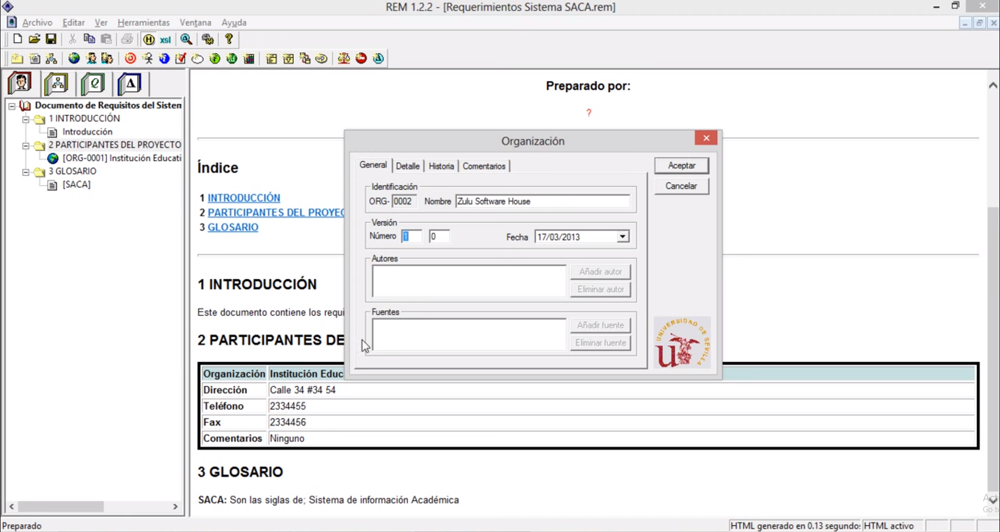 REM 1.2.2 - [Requerimientos Sistema SACA.rem]
Archivo Editar Ver Herramientas Ventana Ayuda
H xsl ?
Q A
Documento de Requisitos del Sistem
1 INTRODUCCIÓN
Introducción
2 PARTICIPANTES DEL PROYECTO
[ORG-0001] Institución Educati
3 GLOSARIO
[SACA]
Preparado por:
?
Índice
1 INTRODUCCIÓN
2 PARTICIPANTES DEL PROYEC
3 GLOSARIO
1 INTRODUCCIÓN
Este documento contiene los requi
2 PARTICIPANTES DE
Organización Institución Educ
Dirección Calle 34 #34 54
Teléfono 2334455
Fax 2334456
Comentarios Ninguno
3 GLOSARIO
SACA: Son las siglas de; Sistema de información Académica
Organización
General Detalle Historia Comentarios
Aceptar
Cancelar
Identificación
ORG- 0002 Nombre Zulu Software House
Versión
Número 1 0 Fecha 17/03/2013
Autores
Añadir autor
Eliminar autor
Fuentes
Añadir fuente
Eliminar fuente
UNIVERSIDAD DE SEVILLA
Acti
Go to
Preparado HTML generado en 0.13 segundo: HTML activo